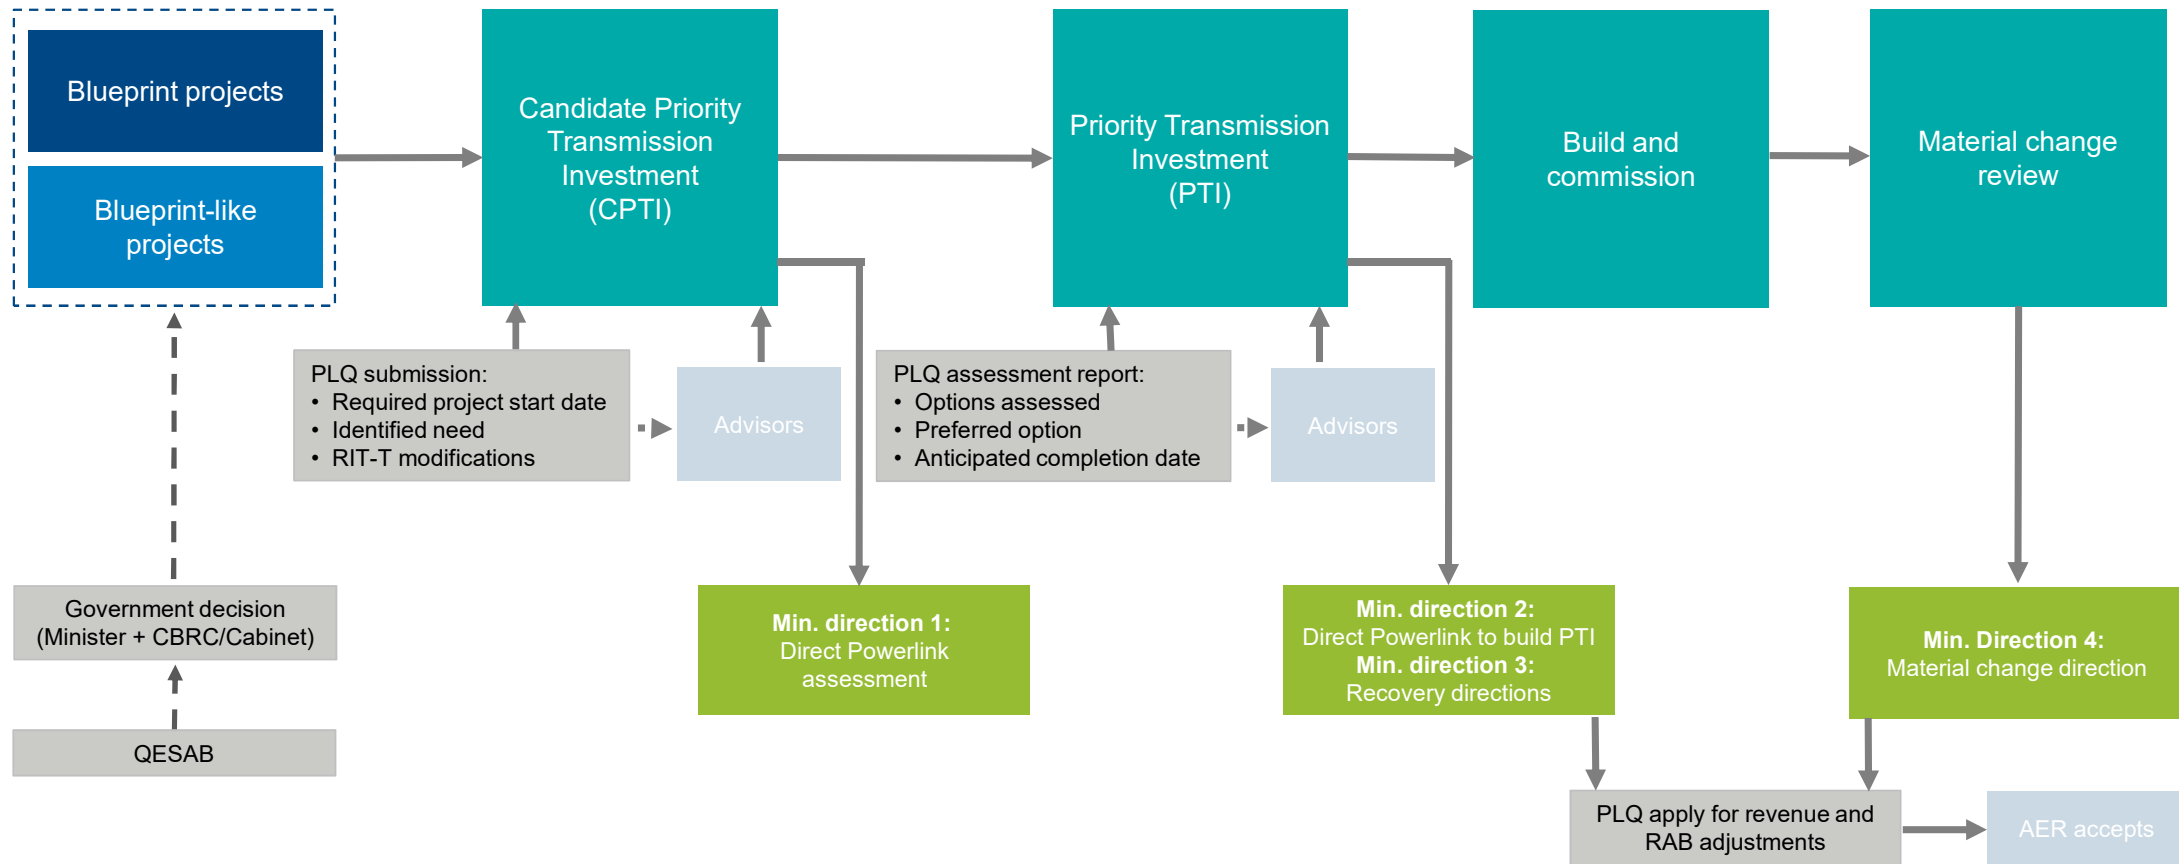 Blueprint projects
Blueprint-like
projects
Candidate Priority
Transmission
Investment
(CPTI)
Priority Transmission
Investment
(PTI)
Build and
commission
Material change
review
PLQ submission:
• Required project start date
• Identified need
• RIT-T modifications
Advisors
PLQ assessment report:
• Options assessed
• Preferred option
• Anticipated completion date
Advisors
Government decision
(Minister + CBRC/Cabinet)
QESAB
Min. direction 1:
Direct Powerlink
assessment
Min. direction 2:
Direct Powerlink to build PTI
Min. direction 3:
Recovery directions
Min. Direction 4:
Material change direction
PLQ apply for revenue and
RAB adjustments
AER accepts